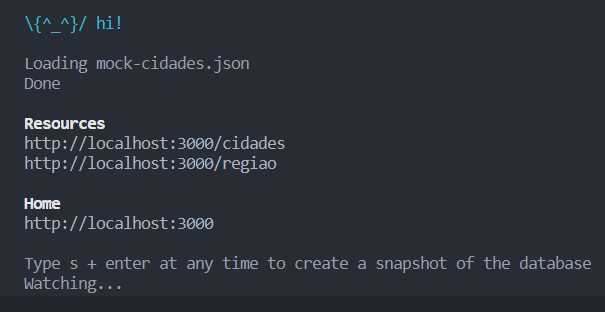 \{^_^}/ hi!
Loading mock-cidades.json
Done
Resources
http://localhost:3000/cidades
http://localhost:3000/regiao
Home
http://localhost:3000
Type s + enter at any time to create a snapshot of the database
Watching...